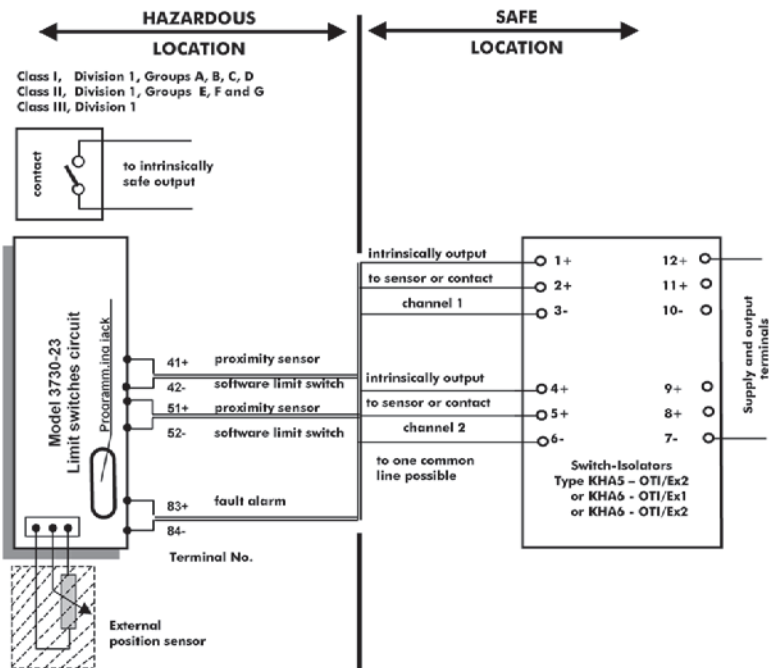 HAZARDOUS
LOCATION
SAFE
LOCATION
Class I, Division 1, Groups A, B, C, D
Class II, Division 1, Groups E, F and G
Class III, Division 1
contact
to intrinsically
safe output
Model 3730-23
Limit switches circuit
Programm.ing jack
41+ proximity sensor
42- software limit switch
51+ proximity sensor
52- software limit switch
83+ fault alarm
84-
Terminal No.
External
position sensor
intrinsically output
to sensor or contact
channel 1
intrinsically output
to sensor or contact
channel 2
to one common
line possible
1+ 12+
2+ 11+
3- 10-
4+ 9+
5+ 8+
6- 7-
Switch-Isolators
Type KHA5 – OTI/Ex2
or KHA6 - OTI/Ex1
or KHA6 - OTI/Ex2
Supply and output
terminals